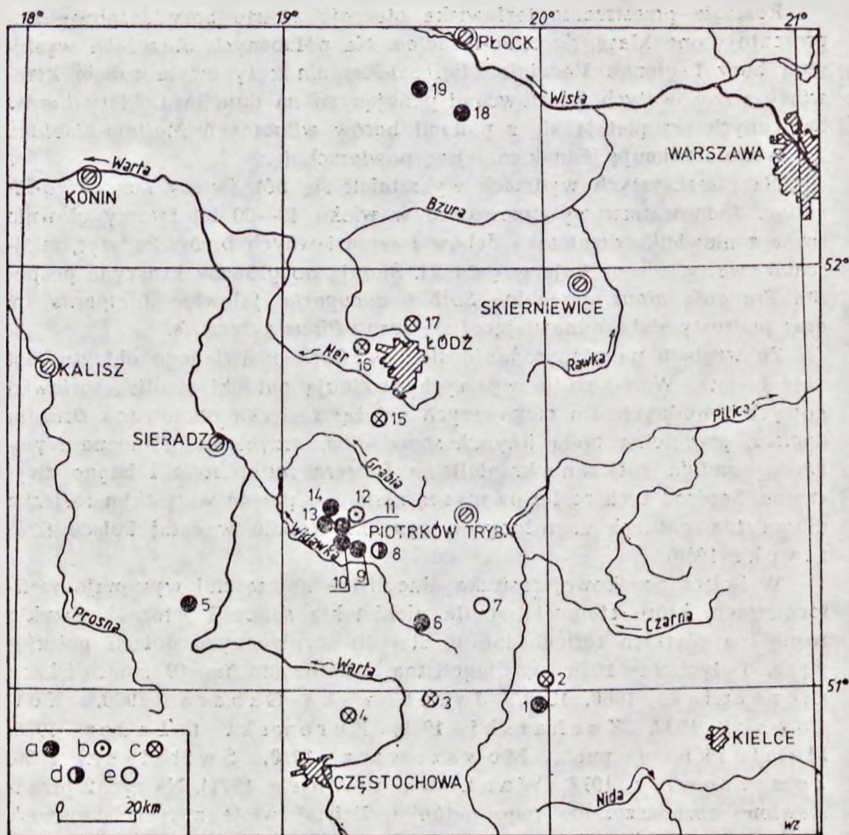 18
19
20
21
PŁOCK
19
18
Wisła
WARSZAWA
Warta
KONIN
Bzura
52°
SKIERNIEWICE
17
ŁÓDŹ
16
Ner
Rawka
KALISZ
15
Pilica
SIERADZ
Grabia
14
12
11
13
PIOTRKÓW TRYB.
Widawka
8
10
9
5
7
6
Prosna
Czarna
Warta
2
51°
3
1
4
KIELCE
a
b
c
d
e
CZĘSTOCHOWA
Nida
0
20km
WZ